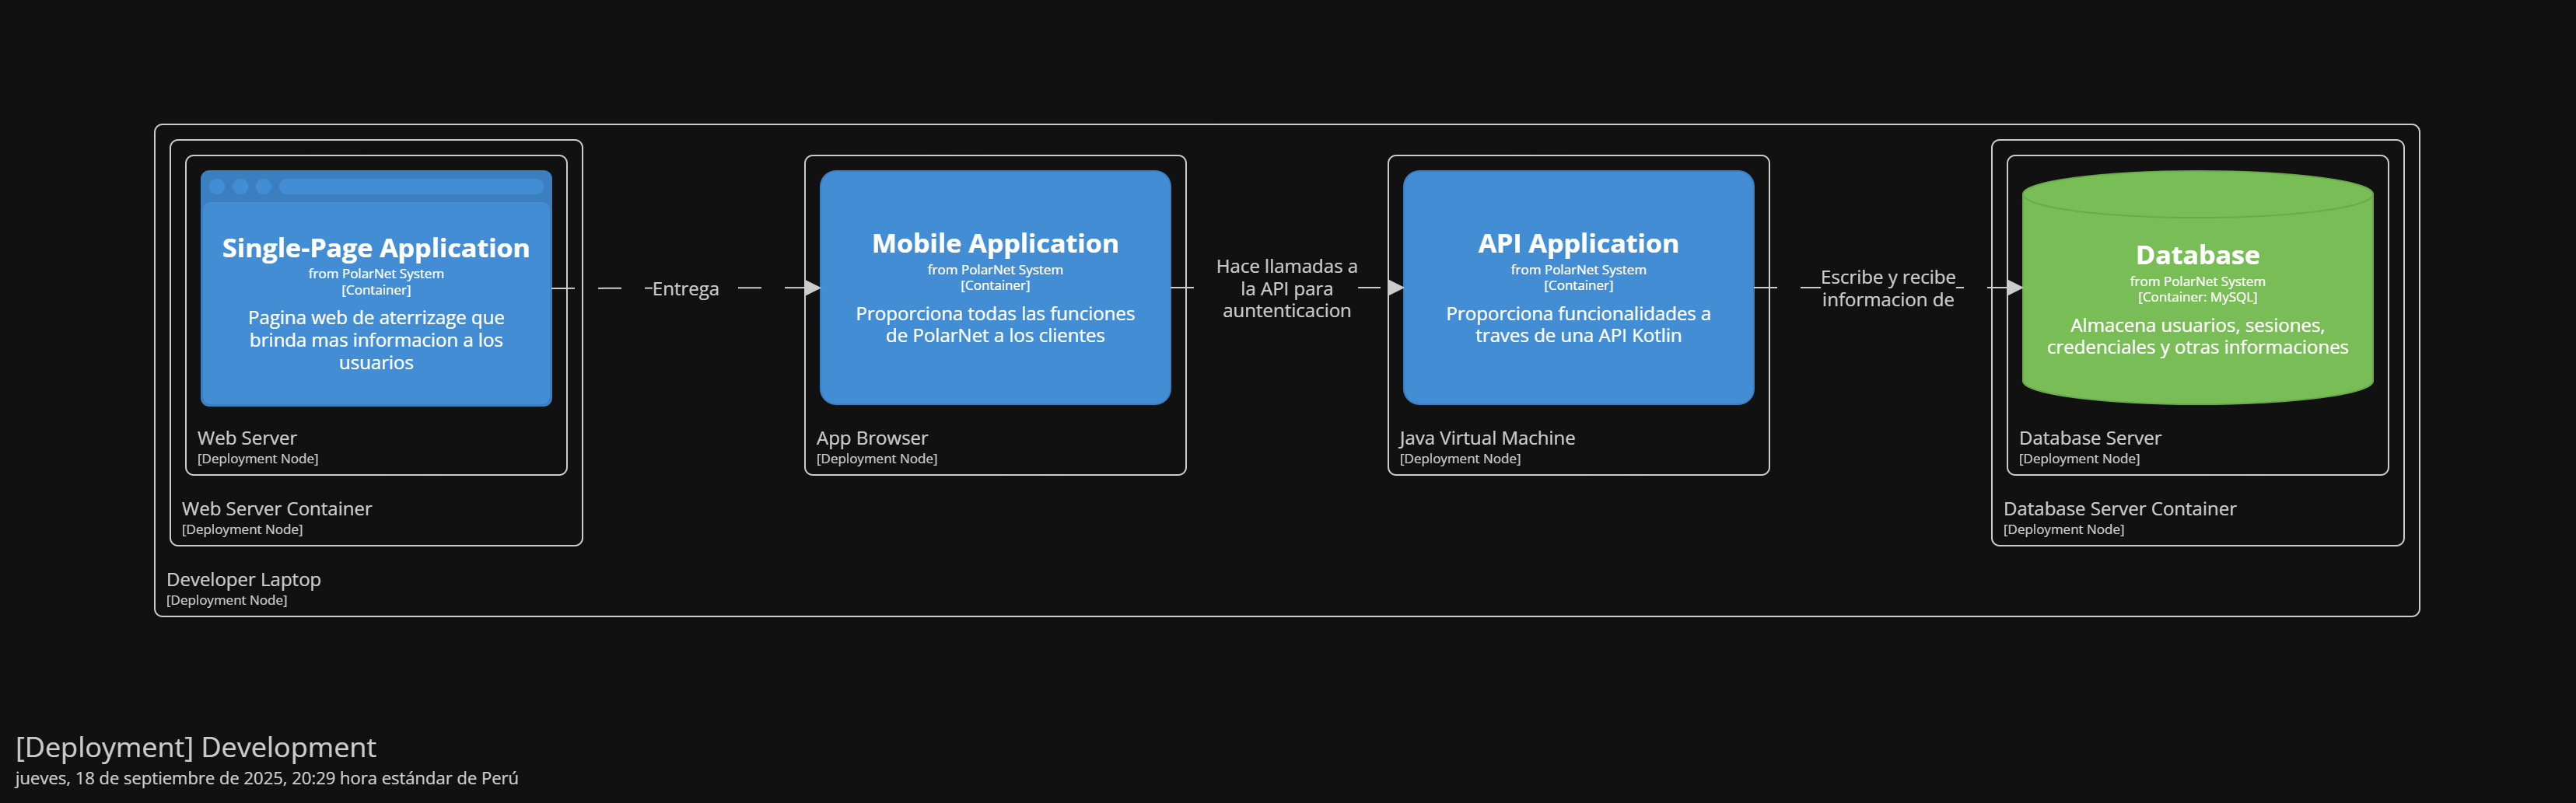 Single-Page Application
from PolarNet System
[Container]
Pagina web de aterrizage que
brinda mas informacion a los
usuarios
Web Server
[Deployment Node]
Web Server Container
[Deployment Node]
Developer Laptop
[Deployment Node]
Entrega
Mobile Application
from PolarNet System
[Container]
Proporciona todas las funciones
de PolarNet a los clientes
App Browser
[Deployment Node]
Hace llamadas a
la API para
auntenticacion
API Application
from PolarNet System
[Container]
Proporciona funcionalidades a
traves de una API Kotlin
Java Virtual Machine
[Deployment Node]
Escribe y recibe
informacion de
Database
from PolarNet System
[Container: MySQL]
Almacena usuarios, sesiones,
credenciales y otras informaciones
Database Server
[Deployment Node]
Database Server Container
[Deployment Node]
[Deployment] Development
jueves, 18 de septiembre de 2025, 20:29 hora estándar de Perú